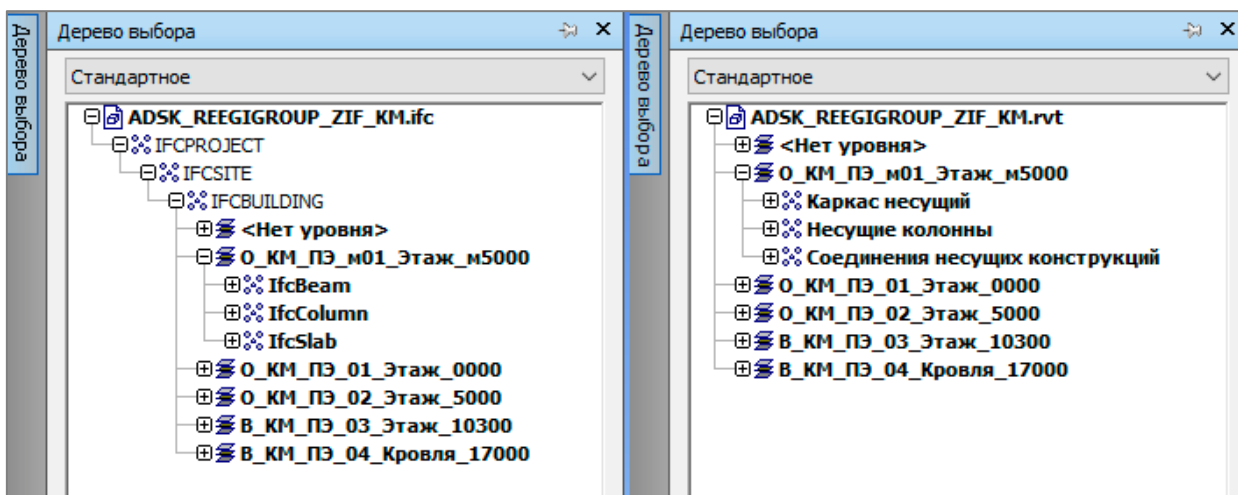 Дерево выбора
Дерево выбора
Стандартное
ADSK_REEGIGROUP_ZIF_KM.ifc
IFCPROJECT
IFCSITE
IFCBUILDING
<Нет уровня>
О_КМ_ПЭ_м01_Этаж_м5000
IfcBeam
IfcColumn
IfcSlab
О_КМ_ПЭ_01_Этаж_0000
О_КМ_ПЭ_02_Этаж_5000
В_КМ_ПЭ_03_Этаж_10300
В_КМ_ПЭ_04_Кровля_17000
Дерево выбора
Дерево выбора
Стандартное
ADSK_REEGIGROUP_ZIF_KM.rvt
<Нет уровня>
О_КМ_ПЭ_м01_Этаж_м5000
Каркас несущий
Несущие колонны
Соединения несущих конструкций
О_КМ_ПЭ_01_Этаж_0000
О_КМ_ПЭ_02_Этаж_5000
В_КМ_ПЭ_03_Этаж_10300
В_КМ_ПЭ_04_Кровля_17000